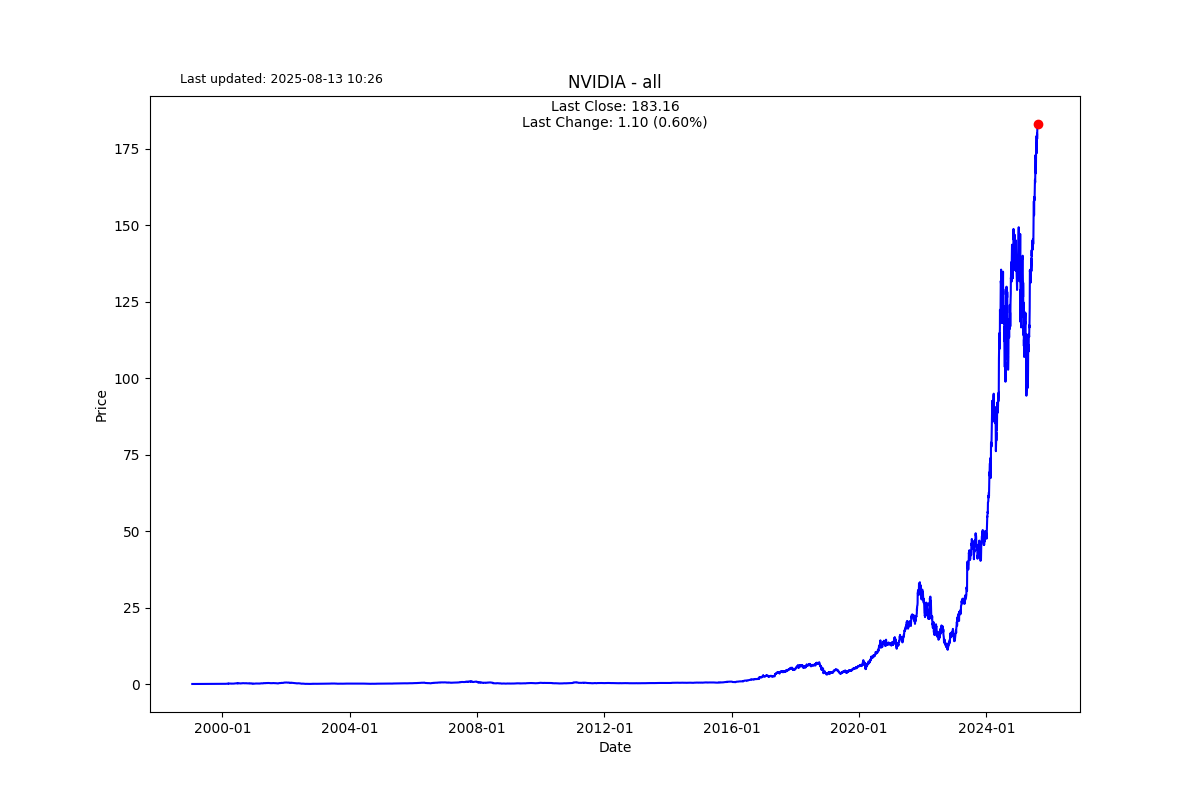 Last updated: 2025-08-13 10:26
NVIDIA - all
Last Close: 183.16
Last Change: 1.10 (0.60%)
175
150
125
100
75
50
25
0
Price
2000-01 2004-01 2008-01 2012-01 2016-01 2020-01 2024-01
Date